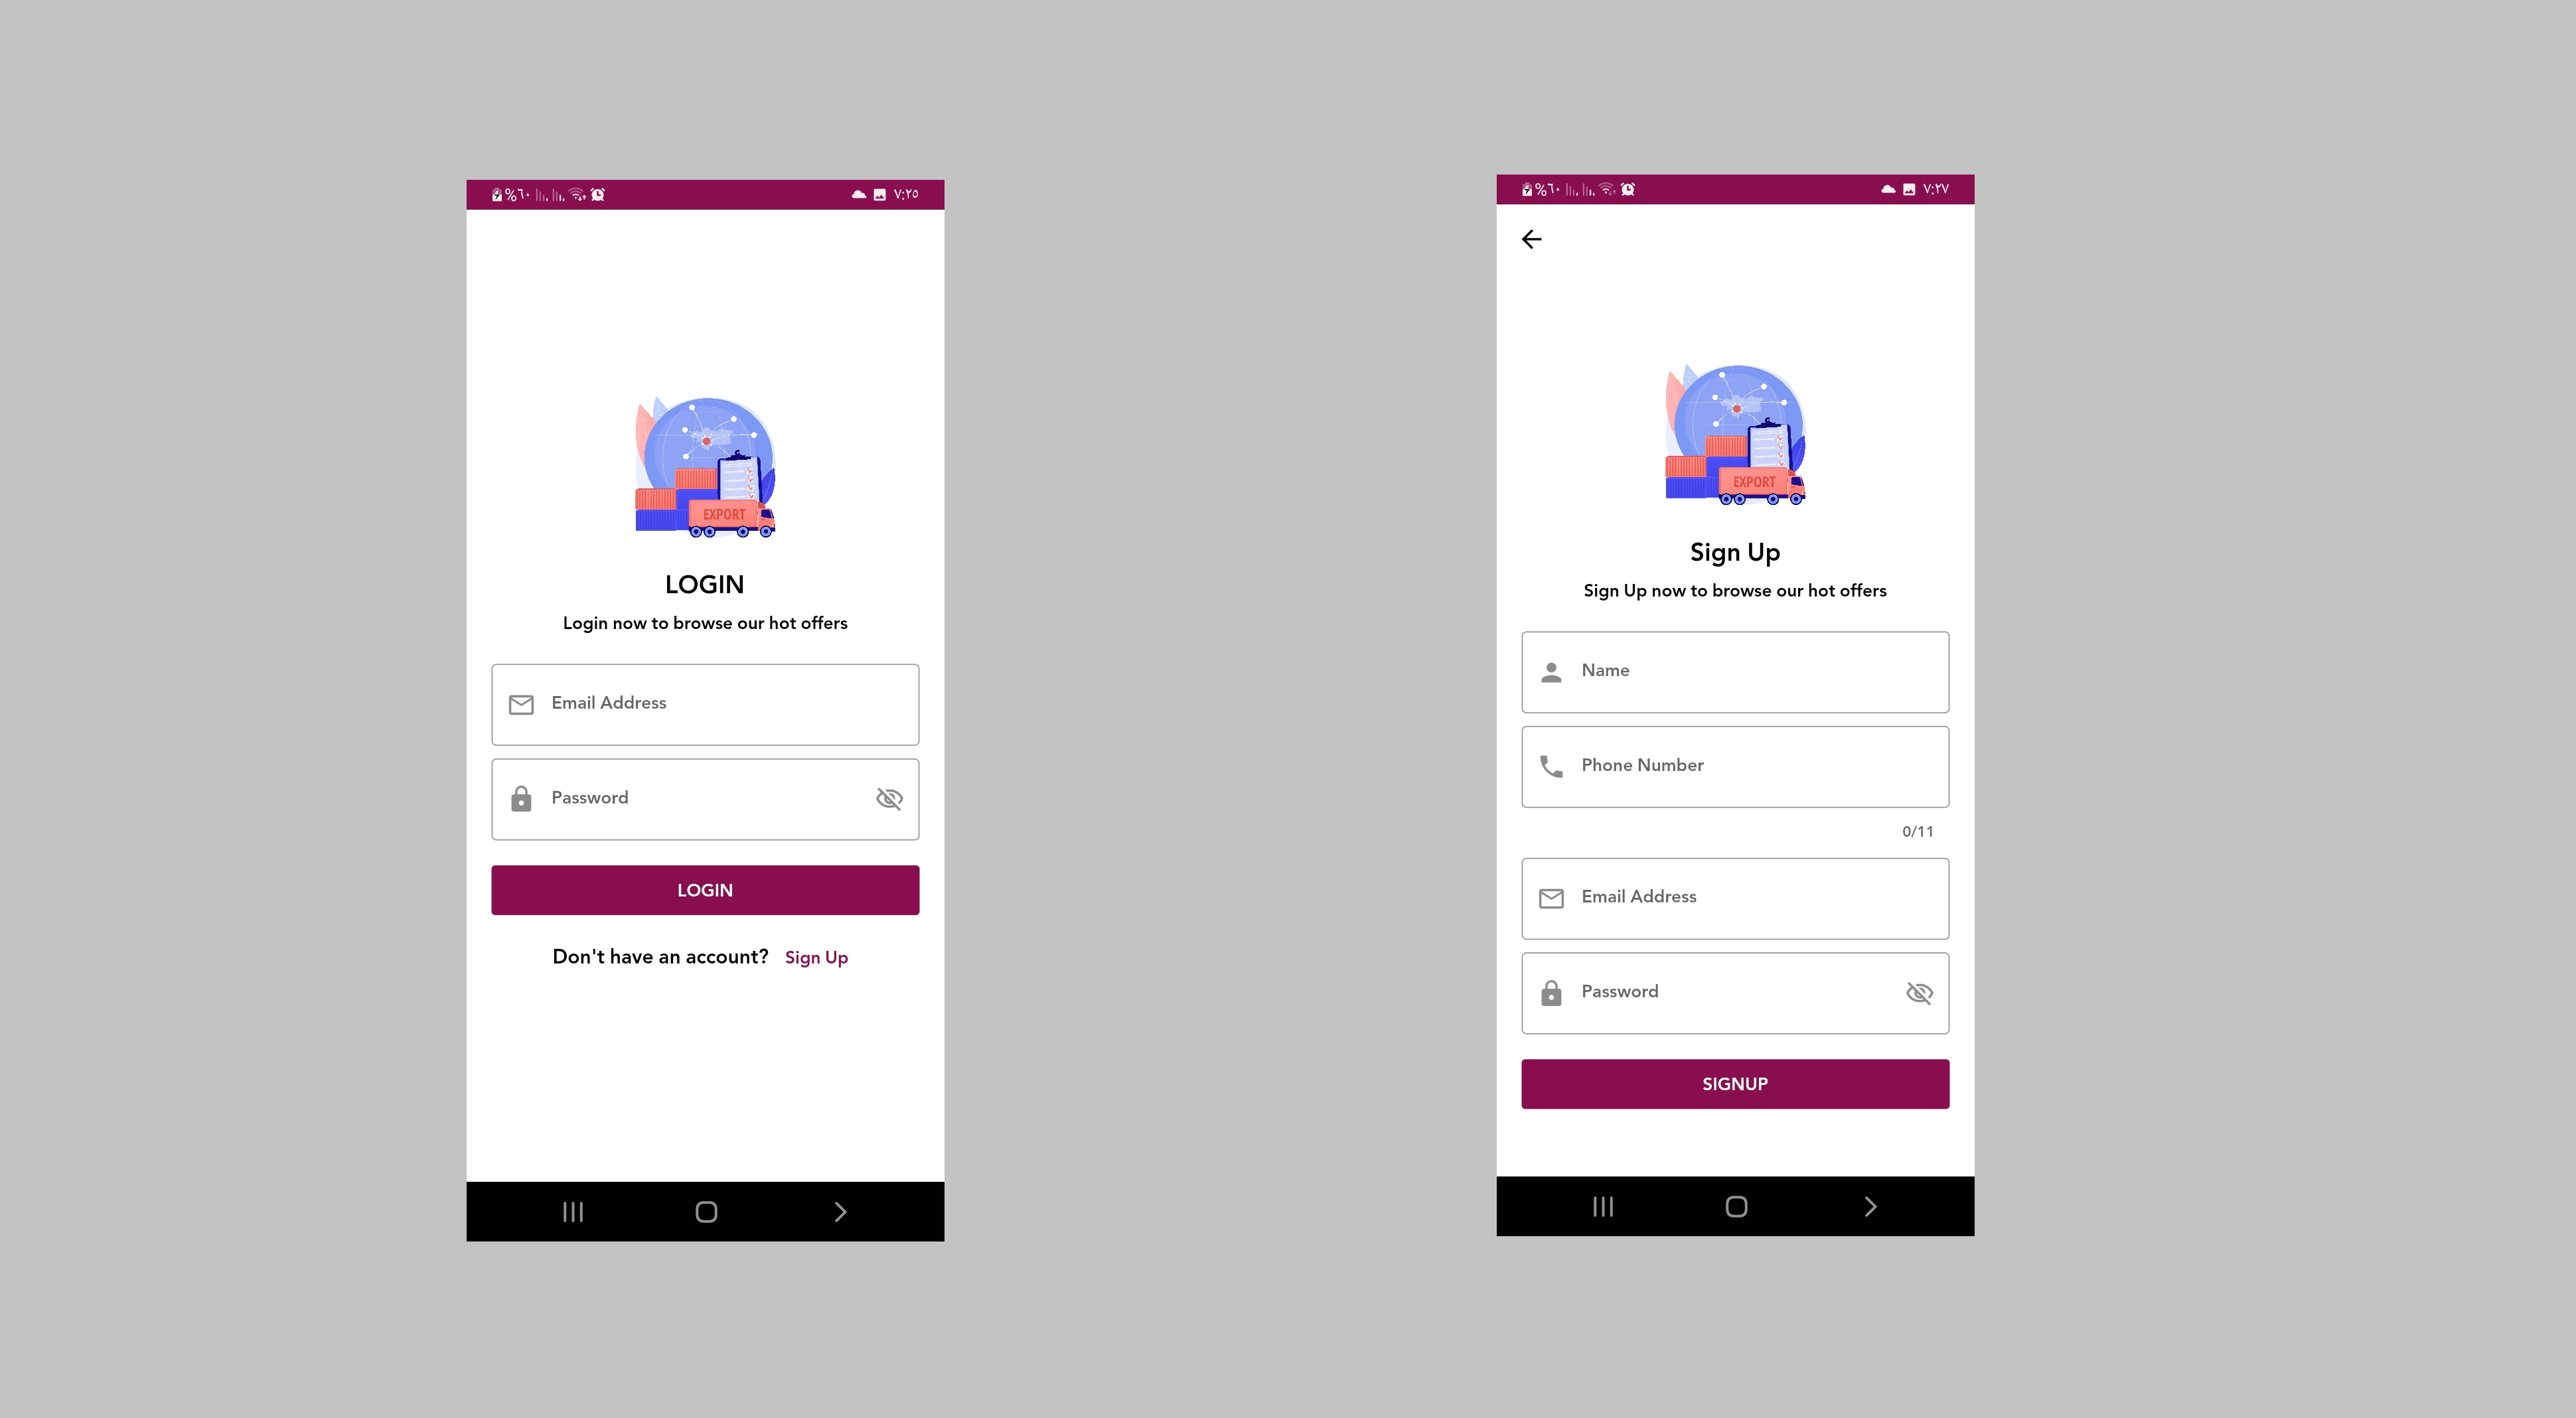 %٦٠
٧:٢٥
EXPORT
LOGIN
Login now to browse our hot offers
Email Address
Password
LOGIN
Don't have an account? Sign Up
%٦٠
٧:٢٧
EXPORT
Sign Up
Sign Up now to browse our hot offers
Name
Phone Number
0/11
Email Address
Password
SIGNUP